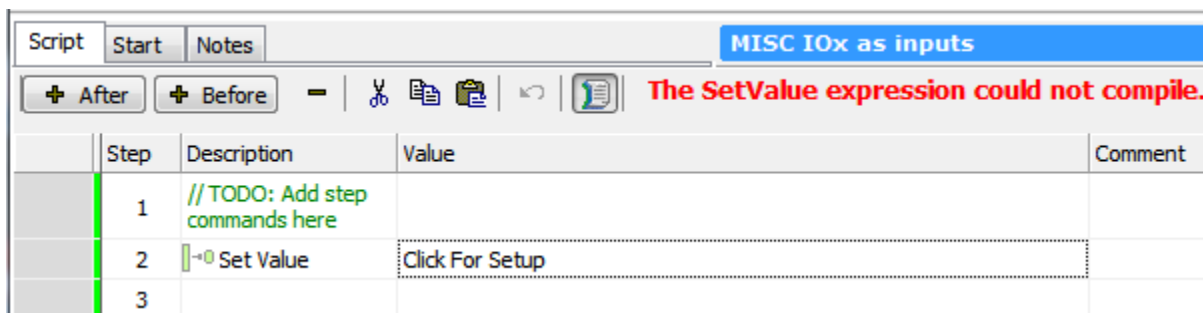 Script Start Notes MISC IOx as inputs
After Before The SetValue expression could not compile.
Step Description Value Comment
1 // TODO: Add step
commands here
2 Set Value Click For Setup
3